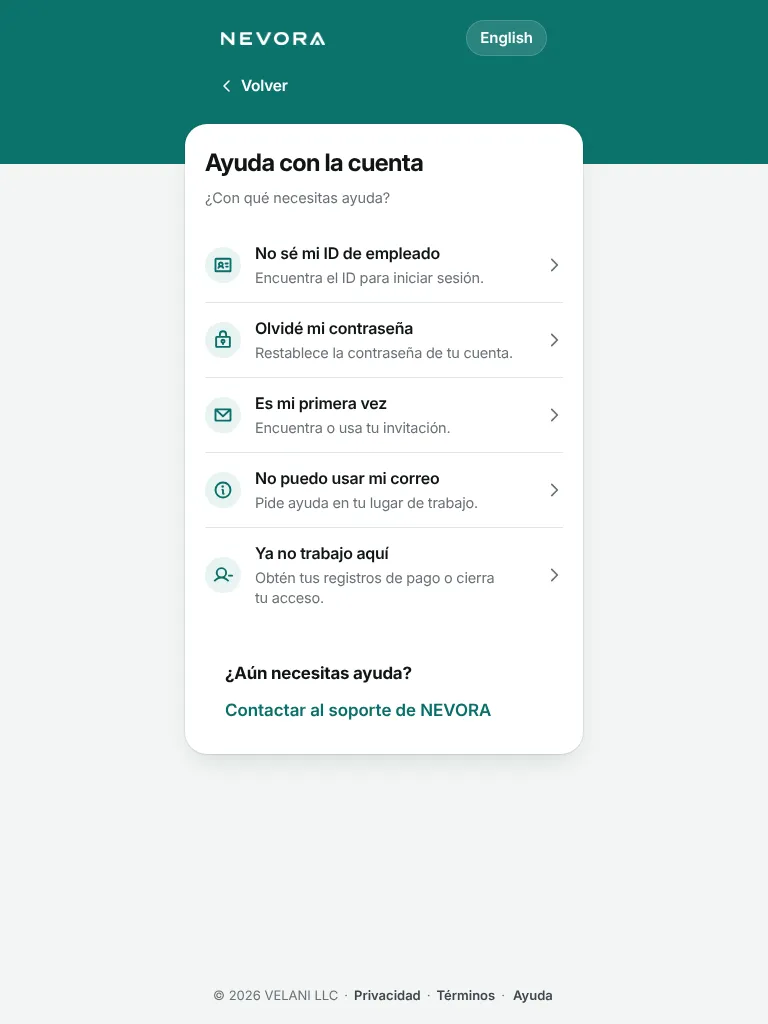 NEVORA
English
Volver
Ayuda con la cuenta
¿Con qué necesitas ayuda?
No sé mi ID de empleado
Encuentra el ID para iniciar sesión.
Olvidé mi contraseña
Restablece la contraseña de tu cuenta.
Es mi primera vez
Encuentra o usa tu invitación.
No puedo usar mi correo
Pide ayuda en tu lugar de trabajo.
Ya no trabajo aquí
Obtén tus registros de pago o cierra
tu acceso.
¿Aún necesitas ayuda?
Contactar al soporte de NEVORA
© 2026 VELANI LLC · Privacidad · Términos · Ayuda